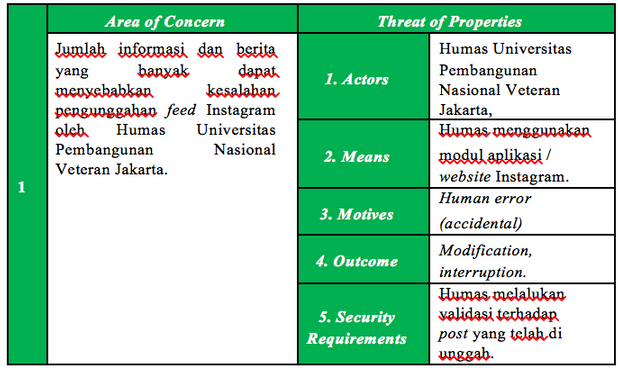 Area of Concern
Threat of Properties
1
Jumlah informasi dan berita
yang banyak dapat
menyebabkan kesalahan
pengunggahan feed Instagram
oleh Humas Universitas
Pembangunan Nasional
Veteran Jakarta.
1. Actors
Humas Universitas
Pembangunan
Nasional Veteran
Jakarta,
2. Means
Humas menggunakan
modul aplikasi /
website Instagram.
3. Motives
Human error
(accidental)
4. Outcome
Modification,
interruption.
5. Security
Requirements
Humas melalukan
validasi terhadap
post yang telah di
unggah.